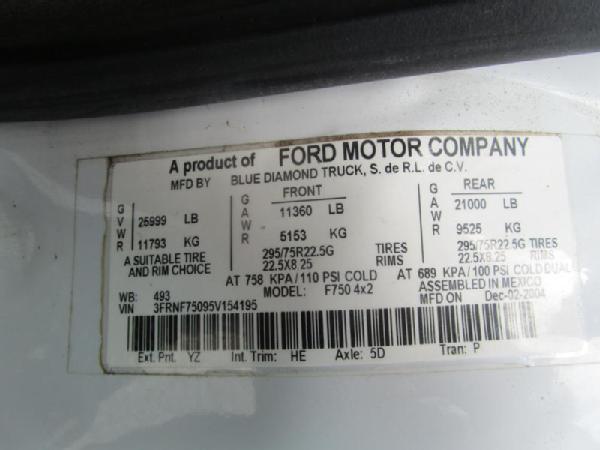 A product of FORD MOTOR COMPANY
MFD BY BLUE DIAMOND TRUCK, S. de R.L. de C.V.
GVWR 25999 LB
11793 KG
A SUITABLE TIRE
AND RIM CHOICE
FRONT
GAWR 11360 LB
5153 KG
295/75R22.5G TIRES
22.5X8.25 RIMS
AT 758 KPA/110 PSI COLD
REAR
GAWR 21000 LB
9525 KG
295/75R22.5G TIRES
22.5X8.25 RIMS
AT 689 KPA/100 PSI COLD DUAL
WB: 493
MODEL: F750 4x2
ASSEMBLED IN MEXICO
VIN 3FRNF75095V154195
MFD ON Dec-02-2004
Ext. Pnt. YZ Int. Trim: HE Axle: 5D Tran: P